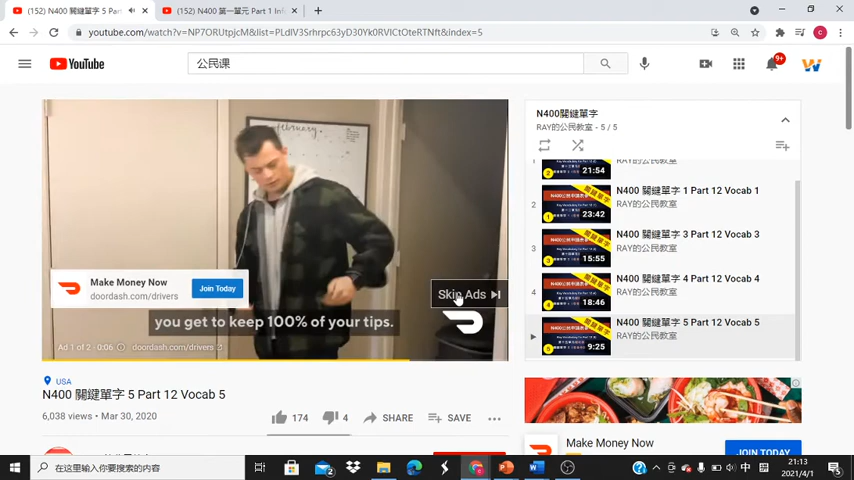 (152) N400 關鍵單字 5 Part
(152) N400 第一單元 Part 1 Inf
youtube.com/watch?v=NP7ORUtpjcM&list=PLdlV3Srhrpc63yD30Yk0RVlCtOteRTNft&index=5
YouTube
公民课
9+
february
Make Money Now
doordash.com/drivers
Join Today
Skip Ads
you get to keep 100% of your tips.
Ad 1 of 2 · 0:06
doordash.com/drivers
N400關鍵單字
RAY的公民教室 - 5 / 5
21:54
RAY的公民教室
2
23:42
N400 關鍵單字 1 Part 12 Vocab 1
RAY的公民教室
3
15:55
N400 關鍵單字 3 Part 12 Vocab 3
RAY的公民教室
4
18:46
N400 關鍵單字 4 Part 12 Vocab 4
RAY的公民教室
9:25
N400 關鍵單字 5 Part 12 Vocab 5
RAY的公民教室
USA
N400 關鍵單字 5 Part 12 Vocab 5
6,038 views • Mar 30, 2020
174
4
SHARE
SAVE
Make Money Now
JOIN TODAY
在这里输入你要搜索的内容
中
21:13
2021/4/1